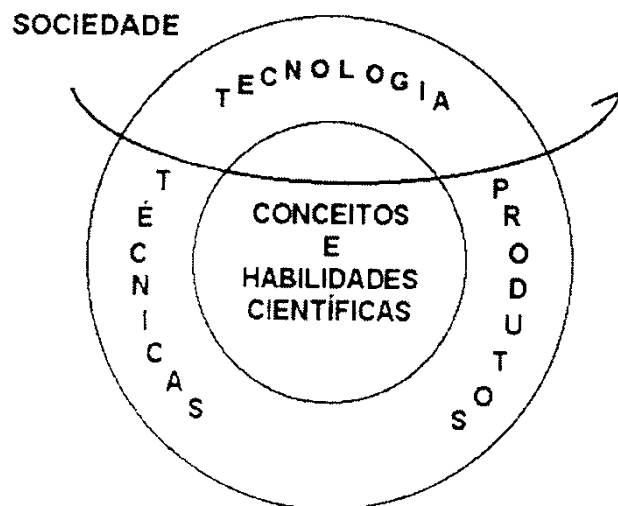 SOCIEDADE
TECNOLOGIA
TÉCNICAS
PRODUTOS
CONCEITOS
E
HABILIDADES
CIENTÍFICAS